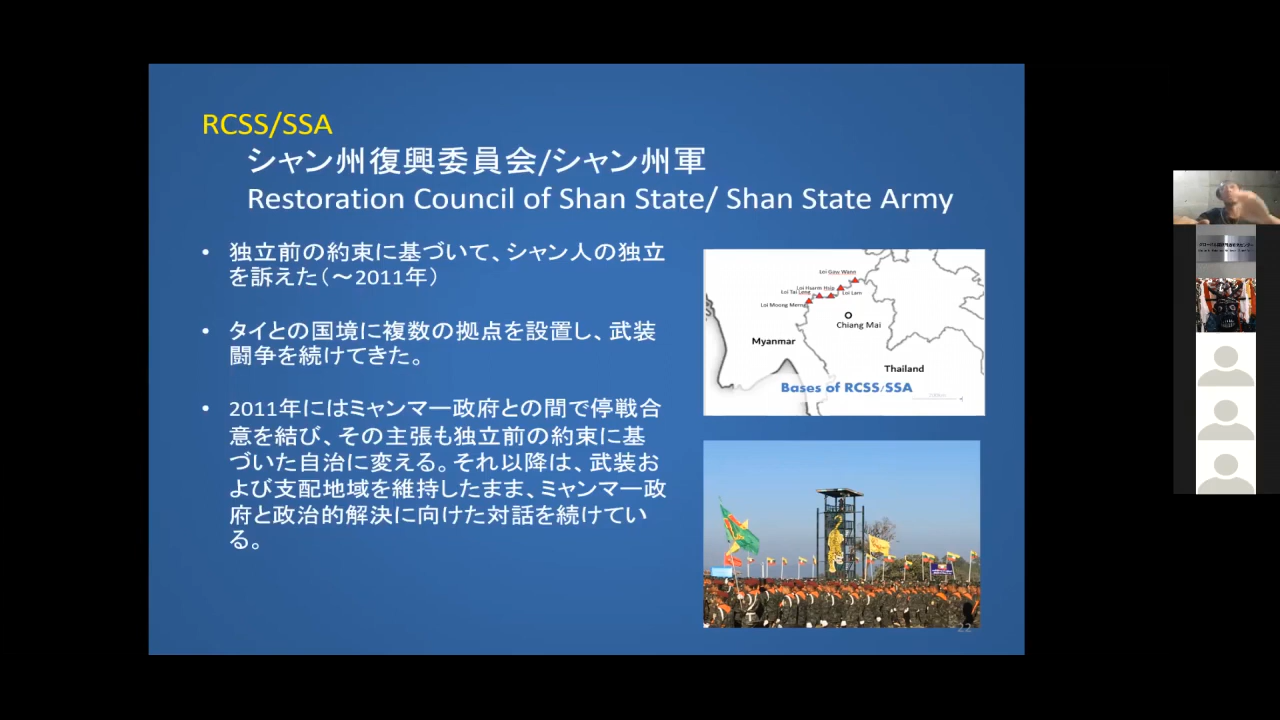 RCSS/SSA
シャン州復興委員会/シャン州軍
Restoration Council of Shan State/ Shan State Army
• 独立前の約束に基づいて、シャン人の独立
を訴えた（～2011年）
• タイとの国境に複数の拠点を設置し、武装
闘争を続けてきた。
• 2011年にはミャンマー政府との間で停戦合
意を結び、その主張も独立前の約束に基
づいた自治に変える。それ以降は、武装お
よび支配地域を維持したまま、ミャンマー政
府と政治的解決に向けた対話を続けてい
る。
Loi Gaw Wann
Loi Huarm Hsip
Loi Tai Leng
Loi Lam
Loi Moong Merng
Chiang Mai
Myanmar
Thailand
Bases of RCSS/SSA
22